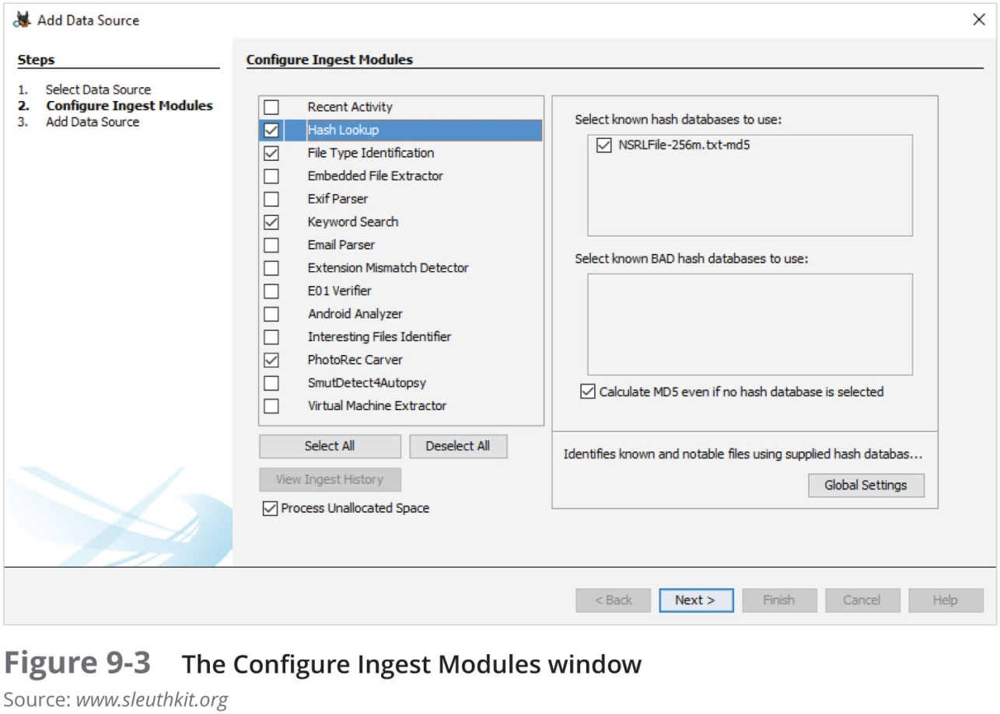 Add Data Source
Steps
1. Select Data Source
2. Configure Ingest Modules
3. Add Data Source
Configure Ingest Modules
Recent Activity
Hash Lookup
File Type Identification
Embedded File Extractor
Exif Parser
Keyword Search
Email Parser
Extension Mismatch Detector
E01 Verifier
Android Analyzer
Interesting Files Identifier
PhotoRec Carver
SmutDetect4Autopsy
Virtual Machine Extractor
Select All
Deselect All
View Ingest History
Process Unallocated Space
Select known hash databases to use:
NSRLFile-256m.txt-md5
Select known BAD hash databases to use:
Calculate MD5 even if no hash database is selected
Identifies known and notable files using supplied hash databas...
Global Settings
< Back
Next >
Finish
Cancel
Help
Figure 9-3 The Configure Ingest Modules window
Source: www.sleuthkit.org